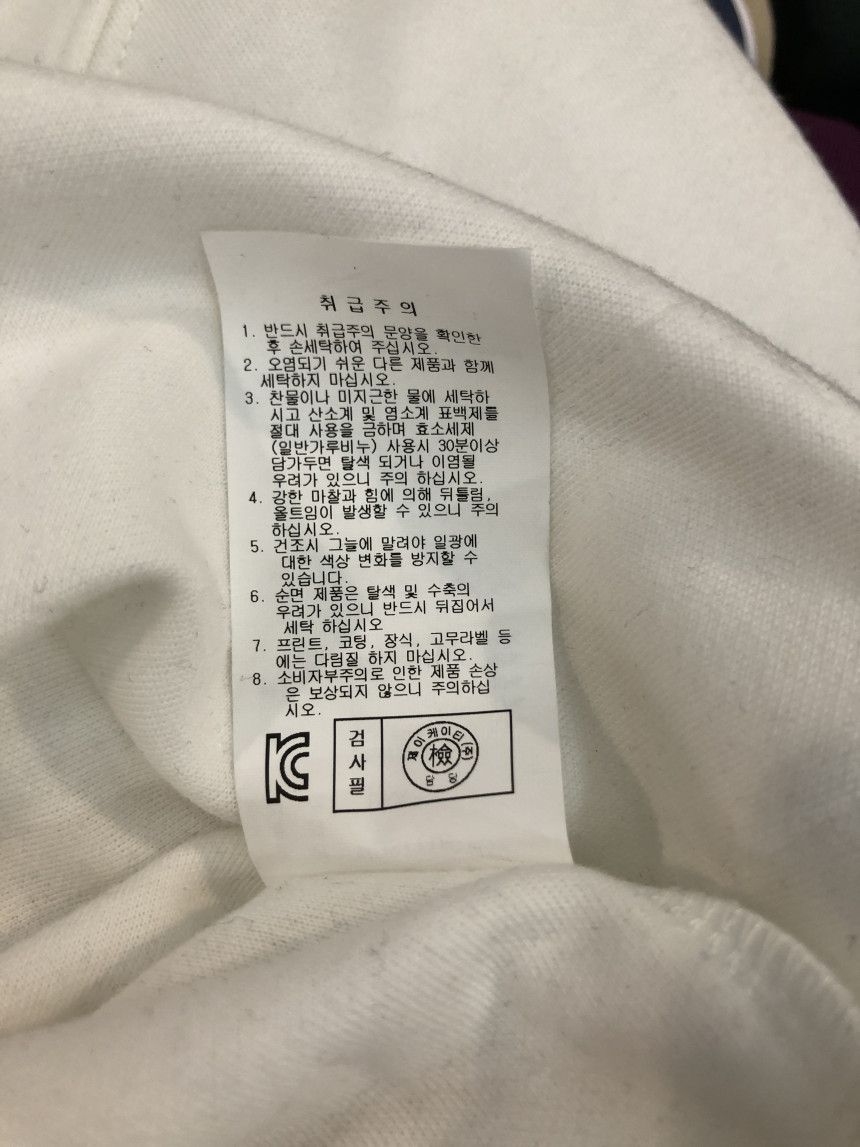 취급주의
1. 반드시 취급주의 문양을 확인한
후 손세탁하여 주십시오.
2. 오염되기 쉬운 다른 제품과 함께
세탁하지 마십시오.
3. 찬물이나 미지근한 물에 세탁하
시고 산소계 및 염소계 표백제를
절대 사용을 금하며 효소세제
(일반가루비누) 사용시 30분이상
담가두면 탈색 되거나 이염될
우려가 있으니 주의 하십시오.
4. 강한 마찰과 힘에 의해 뒤틀림,
올트임이 발생할 수 있으니 주의
하십시오.
5. 건조시 그늘에 말려야 일광에
대한 색상 변화를 방지할 수
있습니다.
6. 순면 제품은 탈색 및 수축의
우려가 있으니 반드시 뒤집어서
세탁 하십시오
7. 프린트, 코팅, 장식, 고무라벨 등
에는 다림질 하지 마십시오.
8. 소비자부주의로 인한 제품 손상
은 보상되지 않으니 주의하십
시오.
KC
검사필
제이케이티(주)
檢
담당